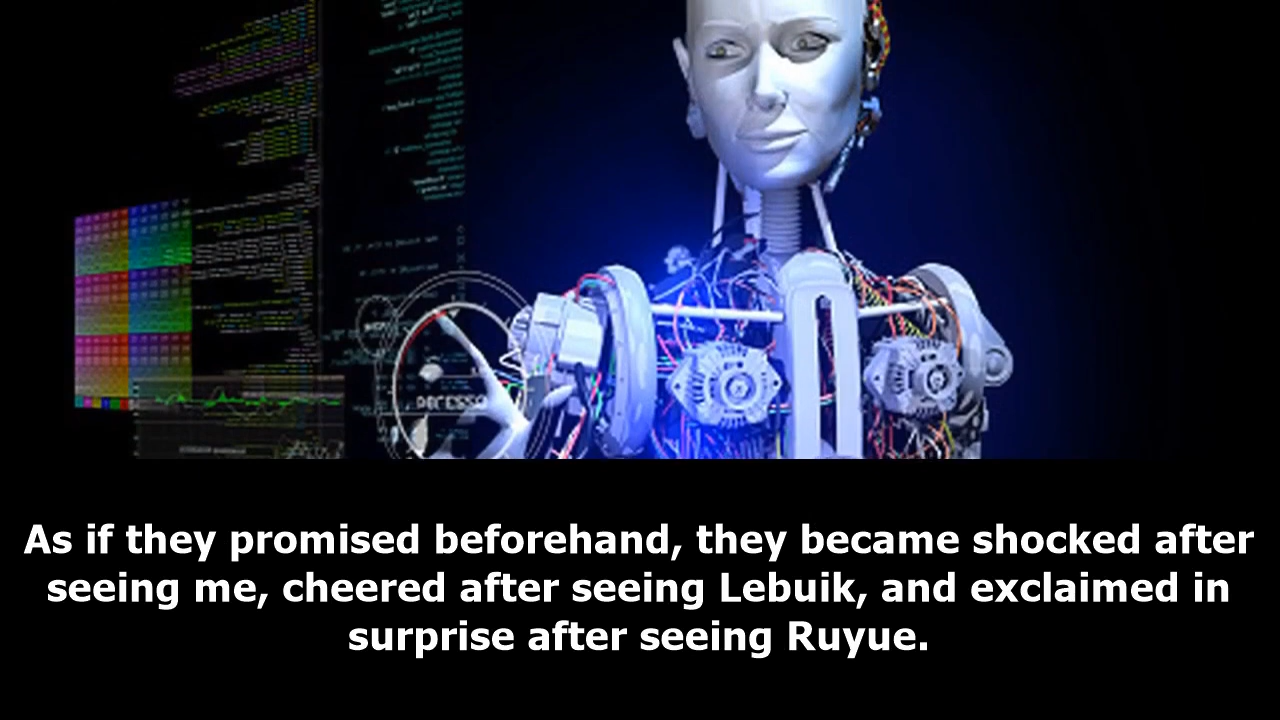 As if they promised beforehand, they became shocked after
seeing me, cheered after seeing Lebuik, and exclaimed in
surprise after seeing Ruyue.